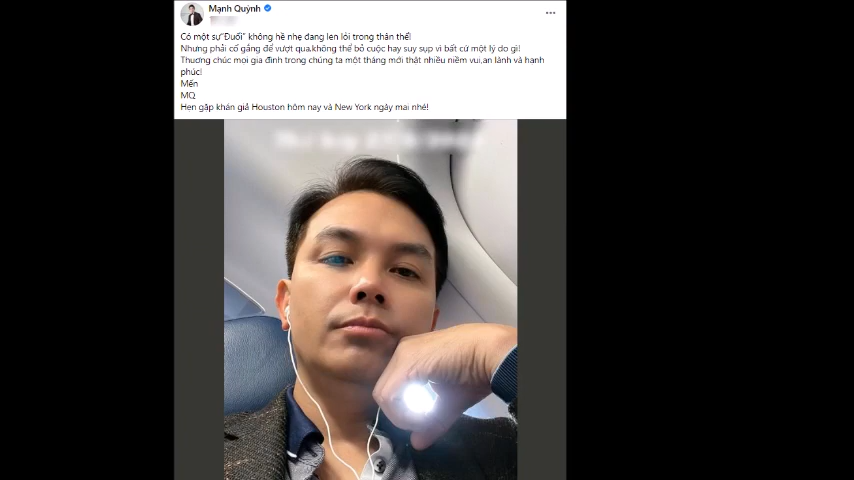 Mạnh Quỳnh
Có một sự"Đuối" không hề nhẹ đang len lỏi trong thân thể!
Nhưng phải cố gắng để vượt qua.không thể bỏ cuộc hay suy sụp vì bất cứ một lý do gì!
Thương chúc mọi gia đình trong chúng ta một tháng mới thật nhiều niềm vui,an lành và hạnh
phúc!
Mến
MQ
Hẹn gặp khán giả Houston hôm nay và New York ngày mai nhé!